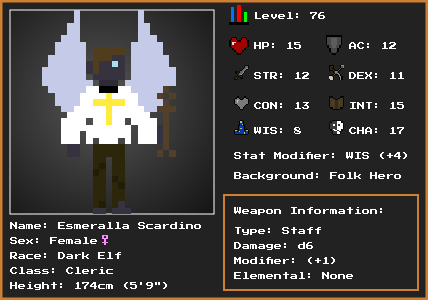 Level: 76
HP: 15
AC: 12
STR: 12
DEX: 11
CON: 13
INT: 15
WIS: 8
CHA: 17
Stat Modifier: WIS (+4)
Background: Folk Hero
Name: Esmeralla Scardino
Sex: Female♀
Race: Dark Elf
Class: Cleric
Height: 174cm (5'9")
Weapon Information:
Type: Staff
Damage: d6
Modifier: (+1)
Elemental: None